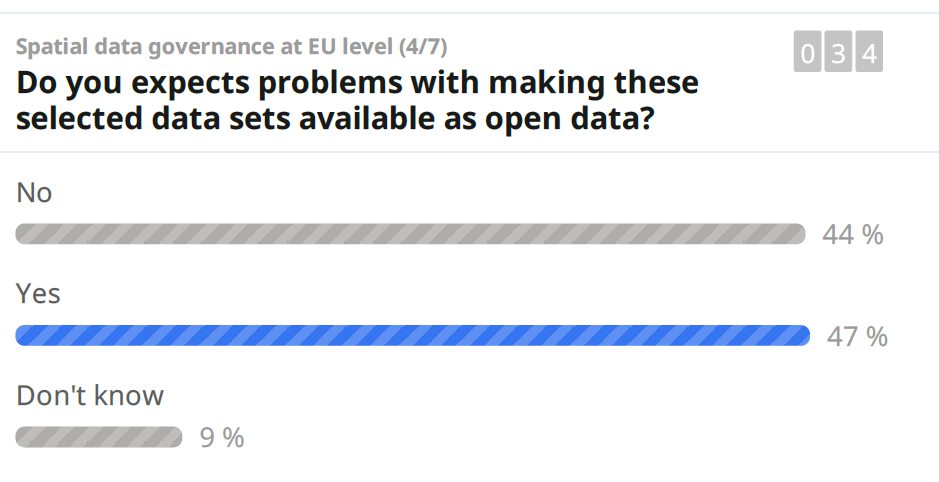 Spatial data governance at EU level (4/7)
0 3 4
Do you expects problems with making these
selected data sets available as open data?
No
44 %
Yes
47 %
Don't know
9 %